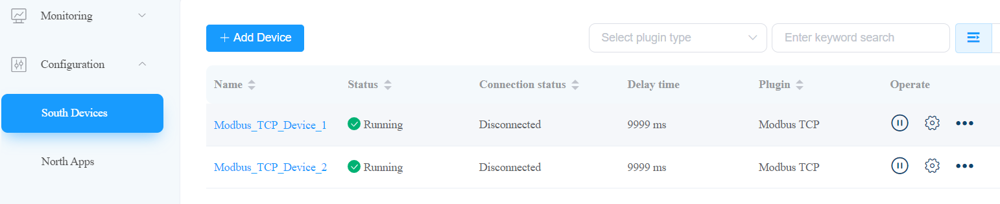 Monitoring
Configuration
South Devices
North Apps
+ Add Device
Select plugin type
Enter keyword search
Name Status Connection status Delay time Plugin Operate
Modbus_TCP_Device_1 Running Disconnected 9999 ms Modbus TCP
Modbus_TCP_Device_2 Running Disconnected 9999 ms Modbus TCP